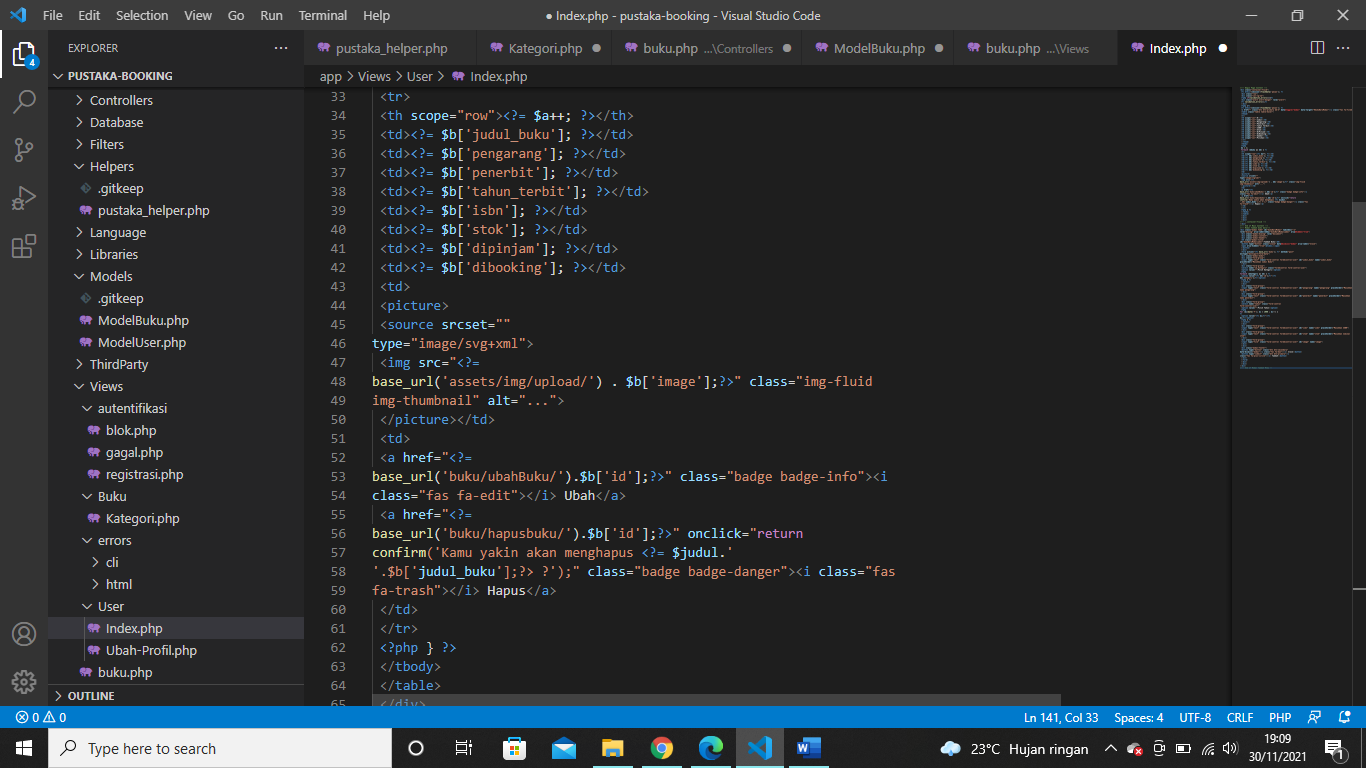 File Edit Selection View Go Run Terminal Help
● Index.php - pustaka-booking - Visual Studio Code
EXPLORER
PUSTAKA-BOOKING
Controllers
Database
Filters
Helpers
.gitkeep
pustaka_helper.php
Language
Libraries
Models
.gitkeep
ModelBuku.php
ModelUser.php
ThirdParty
Views
autentifikasi
blok.php
gagal.php
registrasi.php
Buku
Kategori.php
errors
cli
html
User
Index.php
Ubah-Profil.php
buku.php
OUTLINE
4
pustaka_helper.php Kategori.php ● buku.php ...\Controllers ● ModelBuku.php ● buku.php ...\Views Index.php ●
app > Views > User > Index.php
33 <tr>
34 <th scope="row"><?= $a++; ?></th>
35 <td><?= $b['judul_buku']; ?></td>
36 <td><?= $b['pengarang']; ?></td>
37 <td><?= $b['penerbit']; ?></td>
38 <td><?= $b['tahun_terbit']; ?></td>
39 <td><?= $b['isbn']; ?></td>
40 <td><?= $b['stok']; ?></td>
41 <td><?= $b['dipinjam']; ?></td>
42 <td><?= $b['dibooking']; ?></td>
43 <td>
44 <picture>
45 <source srcset=""
46 type="image/svg+xml">
47 <img src="<?=
48 base_url('assets/img/upload/') . $b['image'];?>" class="img-fluid
49 img-thumbnail" alt="...">
50 </picture></td>
51 <td>
52 <a href="<?=
53 base_url('buku/ubahBuku/').$b['id'];?>" class="badge badge-info"><i
54 class="fas fa-edit"></i> Ubah</a>
55 <a href="<?=
56 base_url('buku/hapusbuku/').$b['id'];?>" onclick="return
57 confirm('Kamu yakin akan menghapus <?= $judul.'
58 '.$b['judul_buku'];?> ?');" class="badge badge-danger"><i class="fas
59 fa-trash"></i> Hapus</a>
60 </td>
61 </tr>
62 <?php } ?>
63 </tbody>
64 </table>
65 </div>
0 0
Ln 141, Col 33 Spaces: 4 UTF-8 CRLF PHP
Type here to search
23°C Hujan ringan
19:09
30/11/2021
1